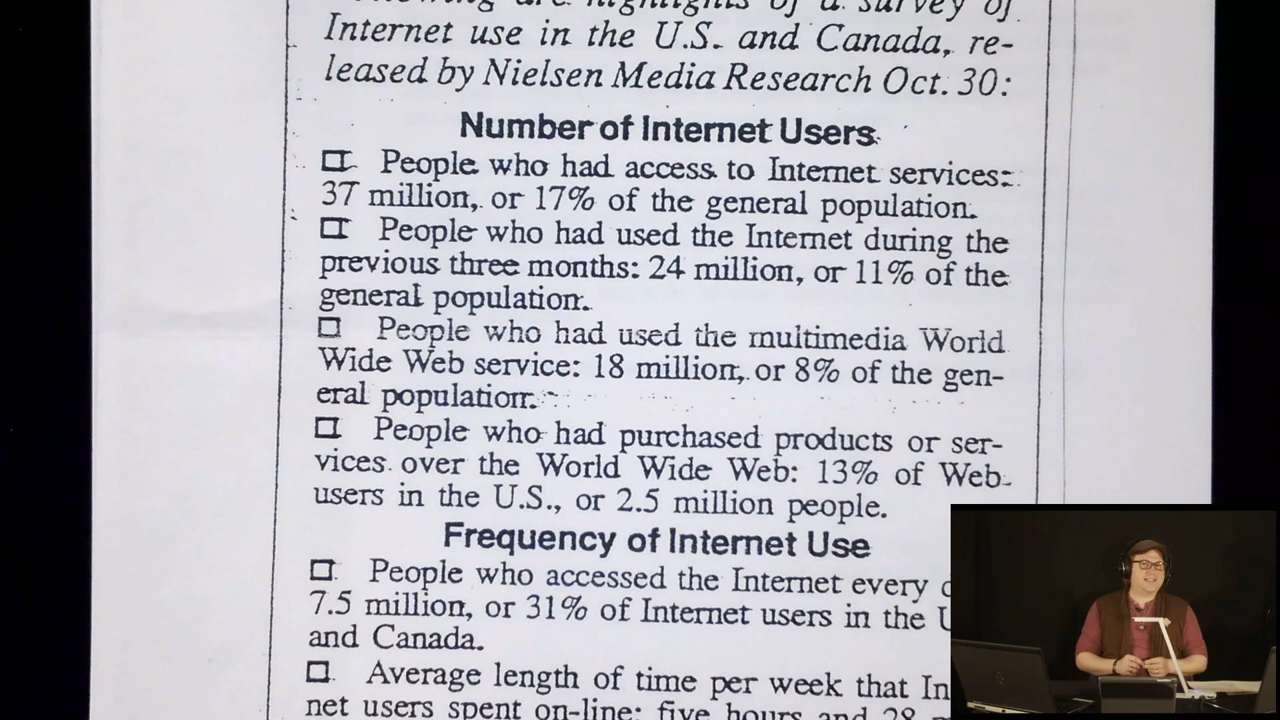 Following are highlights of a survey of
Internet use in the U.S. and Canada, re-
leased by Nielsen Media Research Oct. 30:
Number of Internet Users
People who had access to Internet services:
37 million, or 17% of the general population.
People who had used the Internet during the
previous three months: 24 million, or 11% of the
general population.
People who had used the multimedia World
Wide Web service: 18 million, or 8% of the gen-
eral population.
People who had purchased products or ser-
vices over the World Wide Web: 13% of Web
users in the U.S., or 2.5 million people.
Frequency of Internet Use
People who accessed the Internet every
7.5 million, or 31% of Internet users in the
and Canada.
Average length of time per week that In
net users spent on-line: five hours and 28